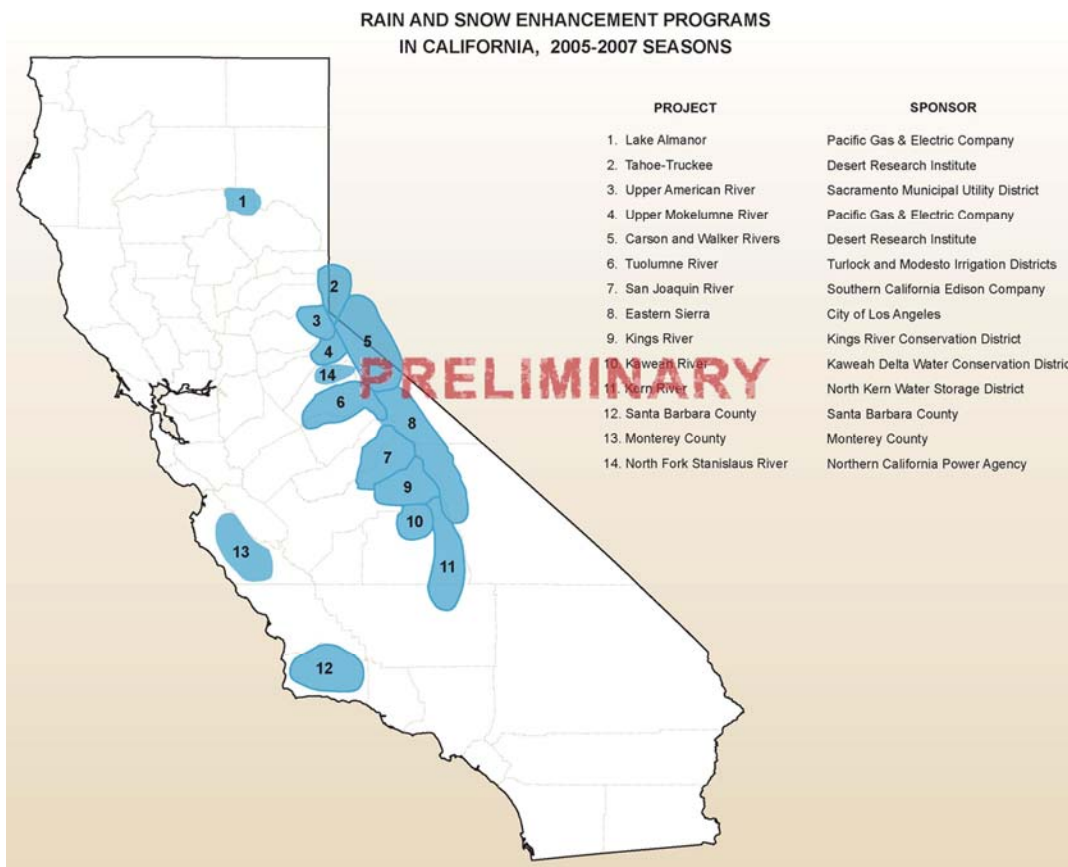 RAIN AND SNOW ENHANCEMENT PROGRAMS
IN CALIFORNIA, 2005-2007 SEASONS
PROJECT SPONSOR
1. Lake Almanor Pacific Gas & Electric Company
2. Tahoe-Truckee Desert Research Institute
3. Upper American River Sacramento Municipal Utility District
4. Upper Mokelumne River Pacific Gas & Electric Company
5. Carson and Walker Rivers Desert Research Institute
6. Tuolumne River Turlock and Modesto Irrigation Districts
7. San Joaquin River Southern California Edison Company
8. Eastern Sierra City of Los Angeles
9. Kings River Kings River Conservation District
10. Kaweah River Kaweah Delta Water Conservation Distric
11. Kern River North Kern Water Storage District
12. Santa Barbara County Santa Barbara County
13. Monterey County Monterey County
14. North Fork Stanislaus River Northern California Power Agency
PRELIMINARY
1
2
3
5
4
14
6
8
7
9
10
13
11
12